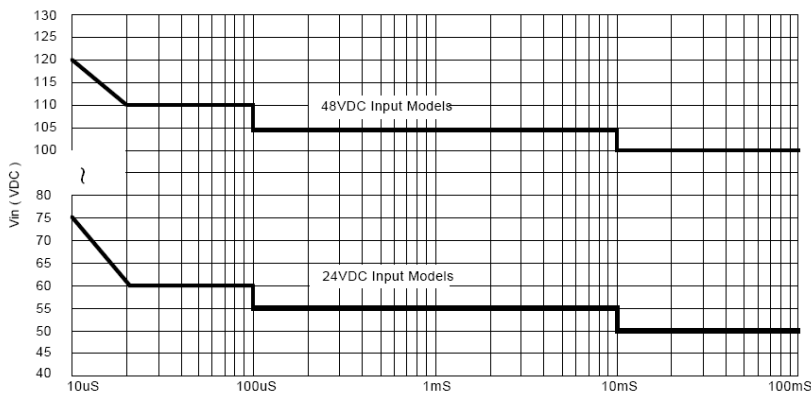 130
125
120
115
110
105
100
80
75
70
65
60
55
50
45
40
Vin ( VDC )
48VDC Input Models
24VDC Input Models
10uS
100uS
1mS
10mS
100mS